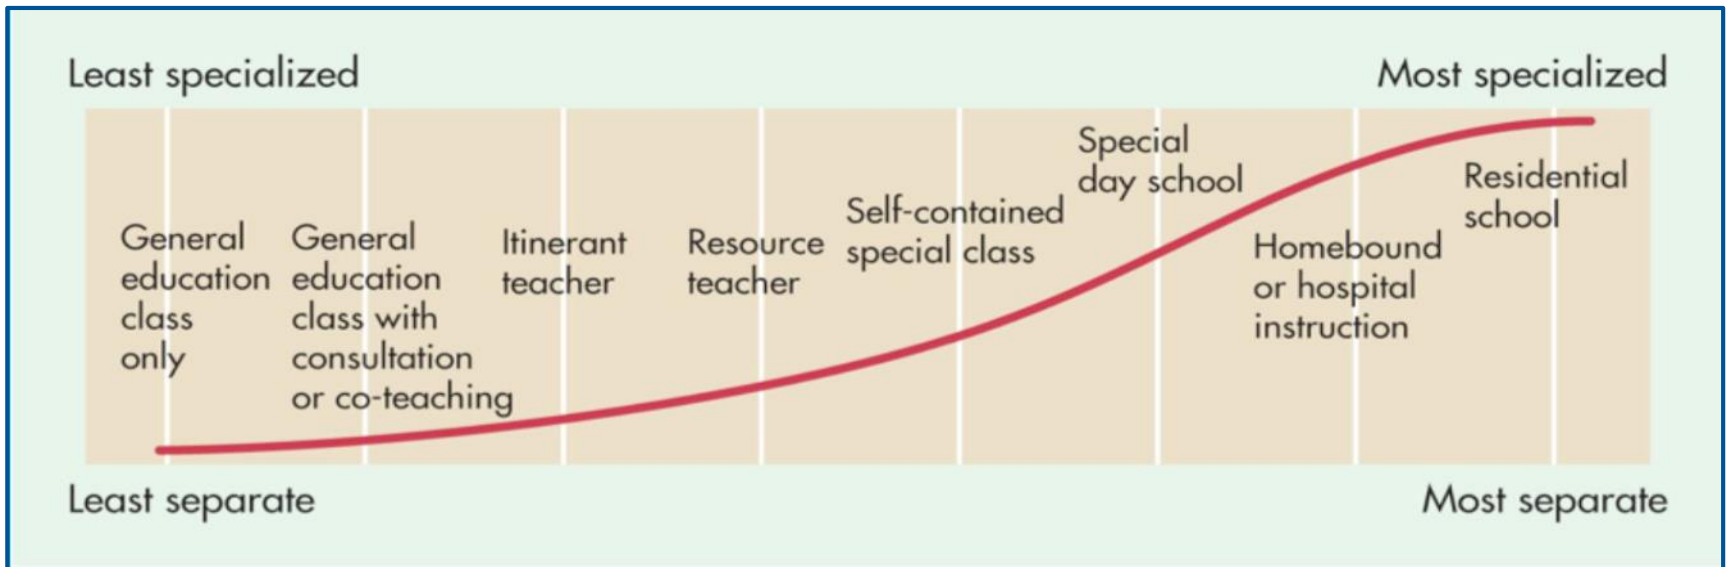 Least specialized
Most specialized
General
education
class
only
General
education
class with
consultation
or co-teaching
Itinerant
teacher
Resource
teacher
Self-contained
special class
Special
day school
Homebound
or hospital
instruction
Residential
school
Least separate
Most separate